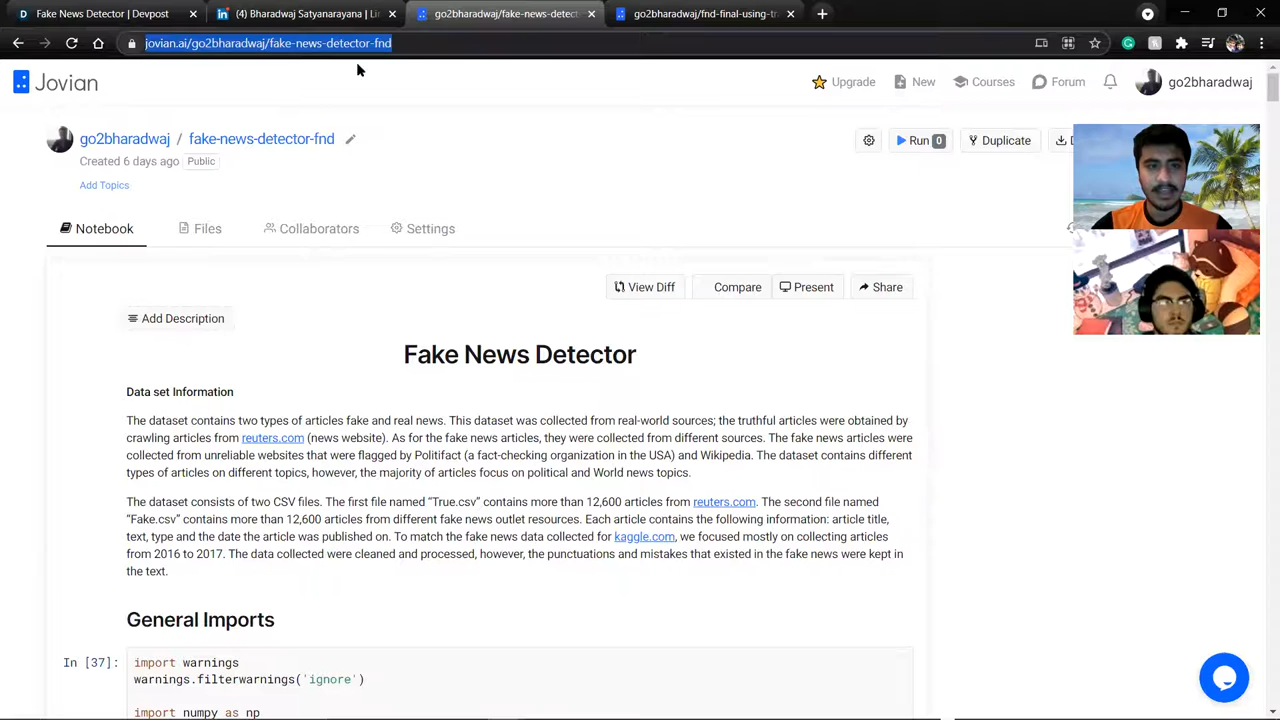 Fake News Detector | Devpost
(4) Bharadwaj Satyanarayana | Li
go2bharadwaj/fake-news-detecto
go2bharadwaj/fnd-final-using-tra
jovian.ai/go2bharadwaj/fake-news-detector-fnd
Jovian
Upgrade
New
Courses
Forum
go2bharadwaj
go2bharadwaj / fake-news-detector-fnd
Created 6 days ago Public
Add Topics
Run 0
Duplicate
D
Notebook
Files
Collaborators
Settings
View Diff
Compare
Present
Share
Add Description
Fake News Detector
Data set Information
The dataset contains two types of articles fake and real news. This dataset was collected from real-world sources; the truthful articles were obtained by
crawling articles from reuters.com (news website). As for the fake news articles, they were collected from different sources. The fake news articles were
collected from unreliable websites that were flagged by Politifact (a fact-checking organization in the USA) and Wikipedia. The dataset contains different
types of articles on different topics, however, the majority of articles focus on political and World news topics.
The dataset consists of two CSV files. The first file named “True.csv” contains more than 12,600 articles from reuters.com. The second file named
“Fake.csv” contains more than 12,600 articles from different fake news outlet resources. Each article contains the following information: article title,
text, type and the date the article was published on. To match the fake news data collected for kaggle.com, we focused mostly on collecting articles
from 2016 to 2017. The data collected were cleaned and processed, however, the punctuations and mistakes that existed in the fake news were kept in
the text.
General Imports
In [37]:
import warnings
warnings.filterwarnings('ignore')
import numpy as np